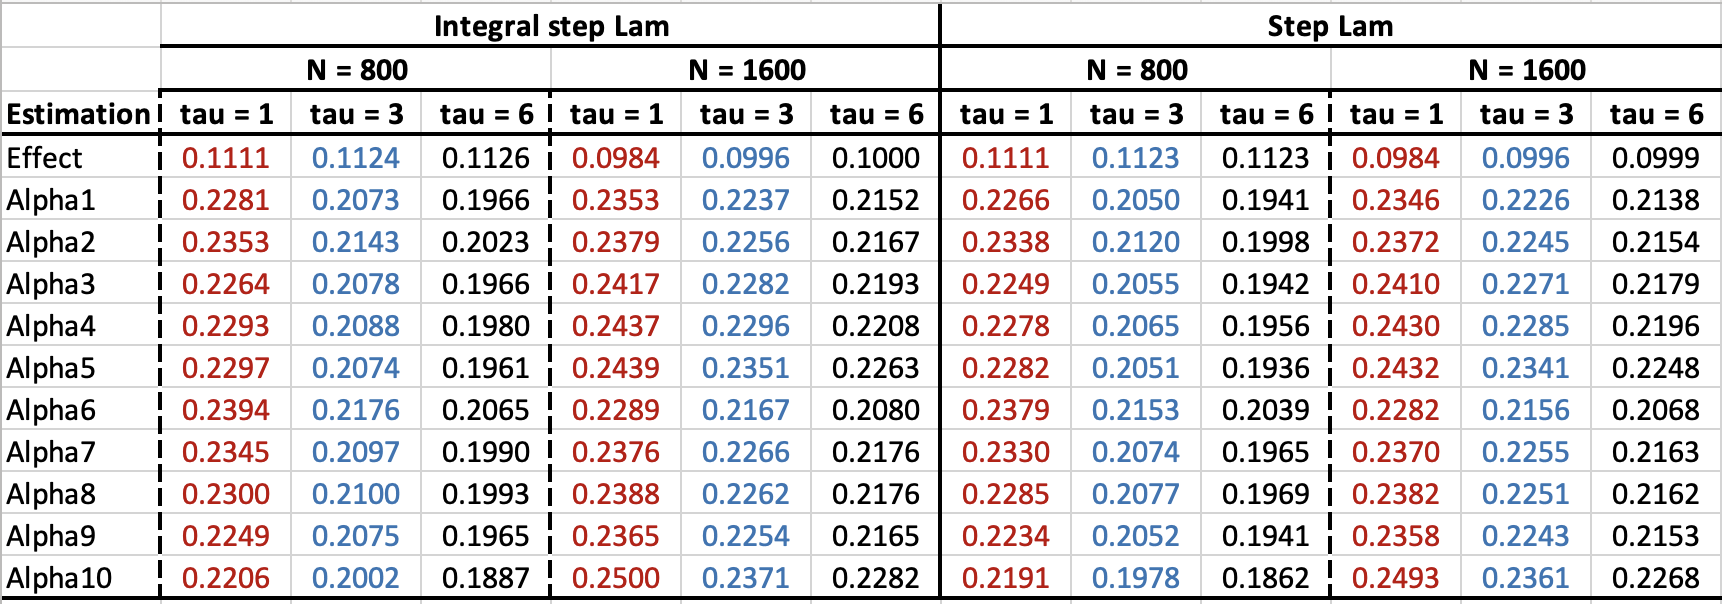 Integral step Lam Step Lam
N = 800 N = 1600 N = 800 N = 1600
Estimation tau = 1 tau = 3 tau = 6 tau = 1 tau = 3 tau = 6 tau = 1 tau = 3 tau = 6 tau = 1 tau = 3 tau = 6
Effect 0.1111 0.1124 0.1126 0.0984 0.0996 0.1000 0.1111 0.1123 0.1123 0.0984 0.0996 0.0999
Alpha1 0.2281 0.2073 0.1966 0.2353 0.2237 0.2152 0.2266 0.2050 0.1941 0.2346 0.2226 0.2138
Alpha2 0.2353 0.2143 0.2023 0.2379 0.2256 0.2167 0.2338 0.2120 0.1998 0.2372 0.2245 0.2154
Alpha3 0.2264 0.2078 0.1966 0.2417 0.2282 0.2193 0.2249 0.2055 0.1942 0.2410 0.2271 0.2179
Alpha4 0.2293 0.2088 0.1980 0.2437 0.2296 0.2208 0.2278 0.2065 0.1956 0.2430 0.2285 0.2196
Alpha5 0.2297 0.2074 0.1961 0.2439 0.2351 0.2263 0.2282 0.2051 0.1936 0.2432 0.2341 0.2248
Alpha6 0.2394 0.2176 0.2065 0.2289 0.2167 0.2080 0.2379 0.2153 0.2039 0.2282 0.2156 0.2068
Alpha7 0.2345 0.2097 0.1990 0.2376 0.2266 0.2176 0.2330 0.2074 0.1965 0.2370 0.2255 0.2163
Alpha8 0.2300 0.2100 0.1993 0.2388 0.2262 0.2176 0.2285 0.2077 0.1969 0.2382 0.2251 0.2162
Alpha9 0.2249 0.2075 0.1965 0.2365 0.2254 0.2165 0.2234 0.2052 0.1941 0.2358 0.2243 0.2153
Alpha10 0.2206 0.2002 0.1887 0.2500 0.2371 0.2282 0.2191 0.1978 0.1862 0.2493 0.2361 0.2268